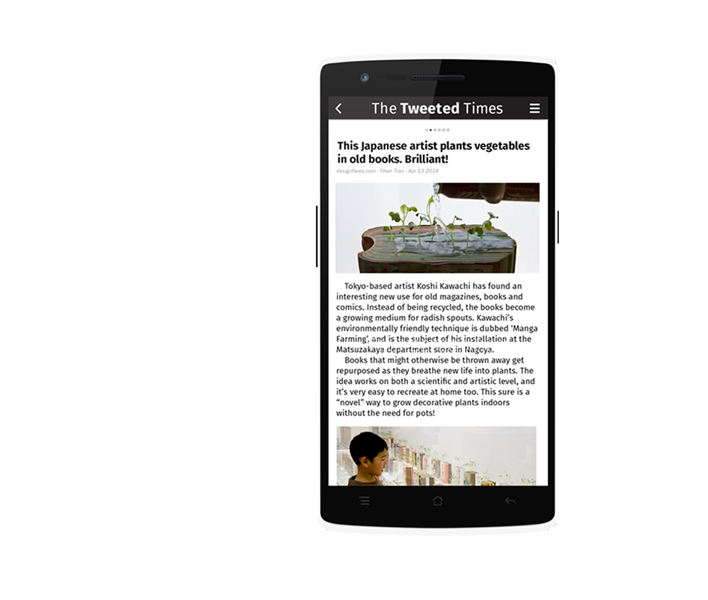 The Tweeted Times
This Japanese artist plants vegetables
in old books. Brilliant!
designfaves.com · Nhan Tran · Apr 13 2014
Tokyo-based artist Koshi Kawachi has found an
interesting new use for old magazines, books and
comics. Instead of being recycled, the books become
a growing medium for radish spouts. Kawachi's
environmentally friendly technique is dubbed 'Manga
Farming', and is the subject of his installation at the
Matsuzakaya department store in Nagoya.
Books that might otherwise be thrown away get
repurposed as they breathe new life into plants. The
idea works on both a scientific and artistic level, and
it's very easy to recreate at home too. This sure is a
“novel” way to grow decorative plants indoors
without the need for pots!